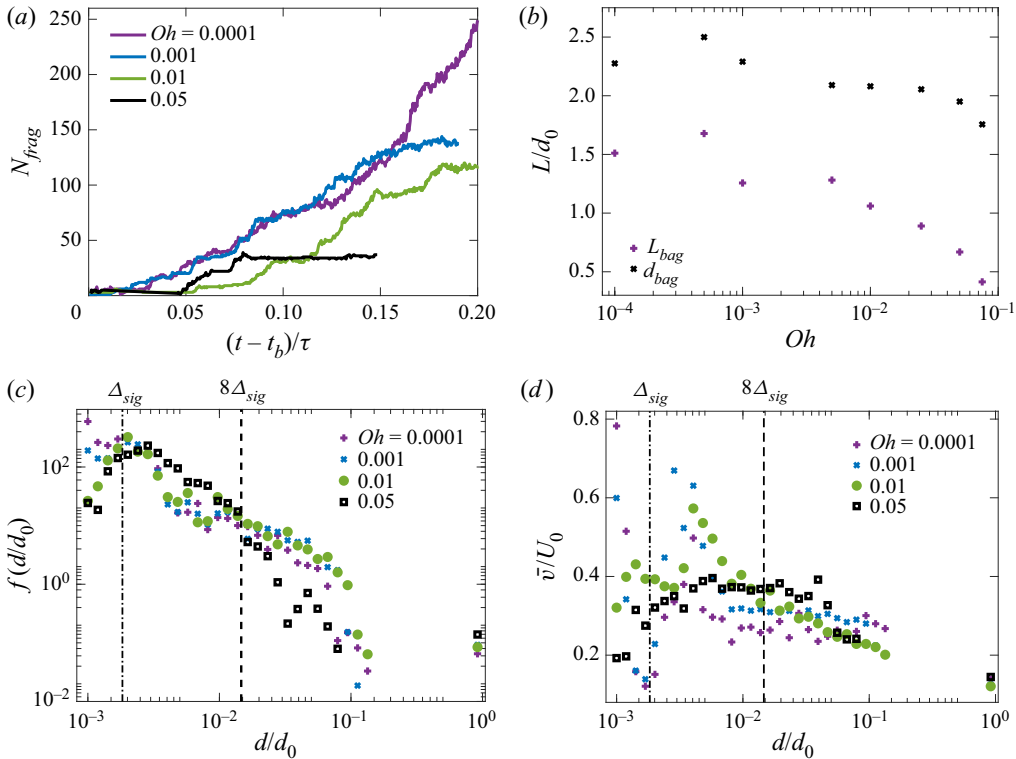 (a)
250
200
150
100
50
0
0.05
0.10
0.15
0.20
N_frag
(t – t_b)/τ
Oh = 0.0001
0.001
0.01
0.05
(b)
2.5
2.0
1.5
1.0
0.5
10^–4
10^–3
10^–2
10^–1
L/d_0
Oh
L_bag
d_bag
(c)
Δ_sig
8Δ_sig
10^2
10^0
10^–2
10^–3
10^–2
10^–1
10^0
f (d/d_0)
d/d_0
Oh = 0.0001
0.001
0.01
0.05
(d)
Δ_sig
8Δ_sig
0.8
0.6
0.4
0.2
10^–3
10^–2
10^–1
10^0
v̄/U_0
d/d_0
Oh = 0.0001
0.001
0.01
0.05